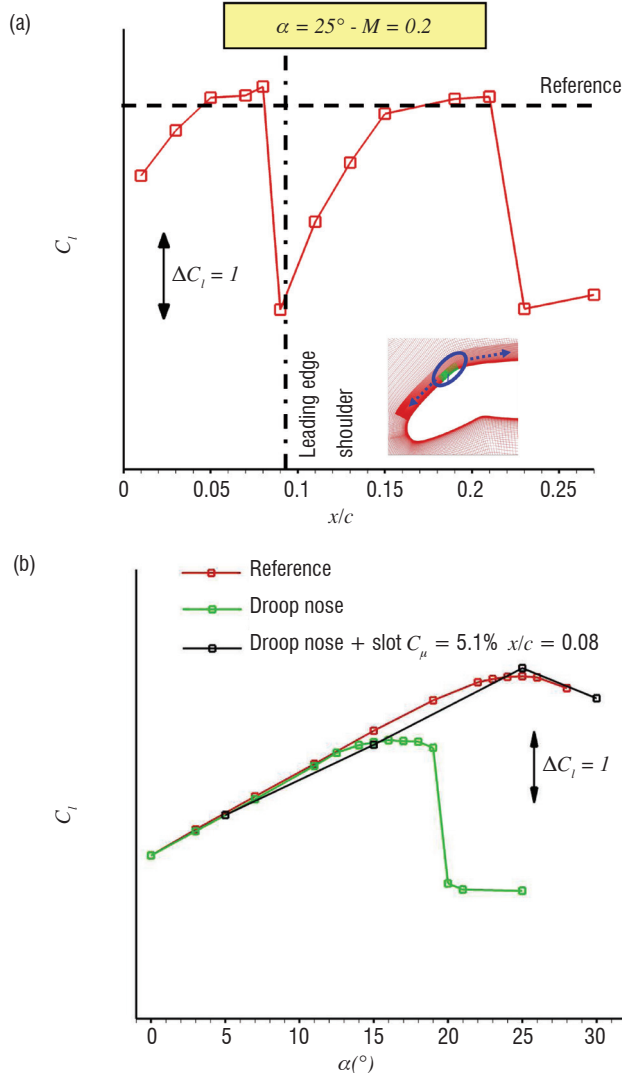 (a)
α = 25° - M = 0.2
Reference
C_l
ΔC_l = 1
Leading edge
shoulder
0 0.05 0.1 0.15 0.2 0.25
x/c
(b)
Reference
Droop nose
Droop nose + slot C_μ = 5.1% x/c = 0.08
C_l
ΔC_l = 1
0 5 10 15 20 25 30
α(°)